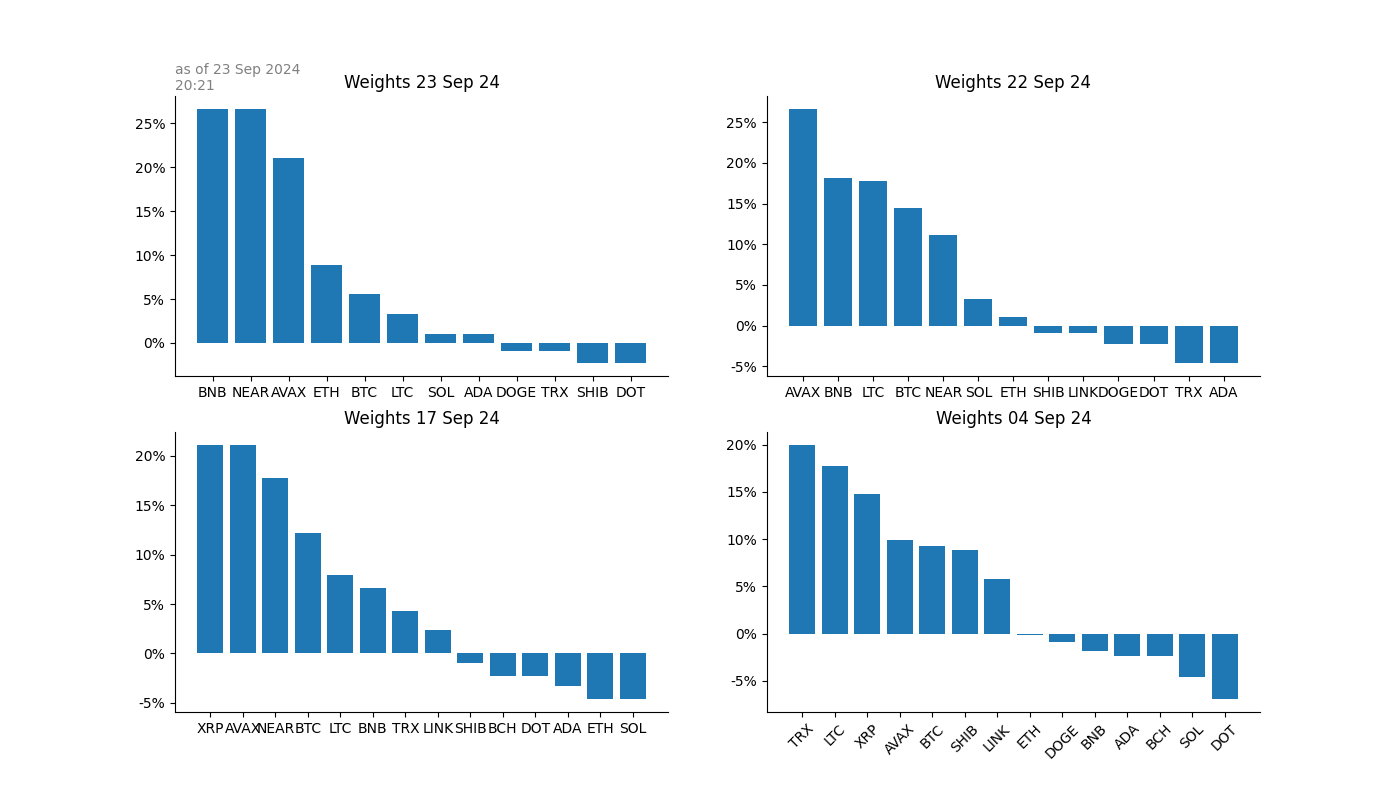 as of 23 Sep 2024
20:21
Weights 23 Sep 24
25%
20%
15%
10%
5%
0%
BNB NEAR AVAX ETH BTC LTC SOL ADA DOGE TRX SHIB DOT
Weights 22 Sep 24
25%
20%
15%
10%
5%
0%
-5%
AVAX BNB LTC BTC NEAR SOL ETH SHIB LINK DOGE DOT TRX ADA
Weights 17 Sep 24
20%
15%
10%
5%
0%
-5%
XRP AVAX NEAR BTC LTC BNB TRX LINK SHIB BCH DOT ADA ETH SOL
Weights 04 Sep 24
20%
15%
10%
5%
0%
-5%
TRX LTC XRP AVAX BTC SHIB LINK ETH DOGE BNB ADA BCH SOL DOT